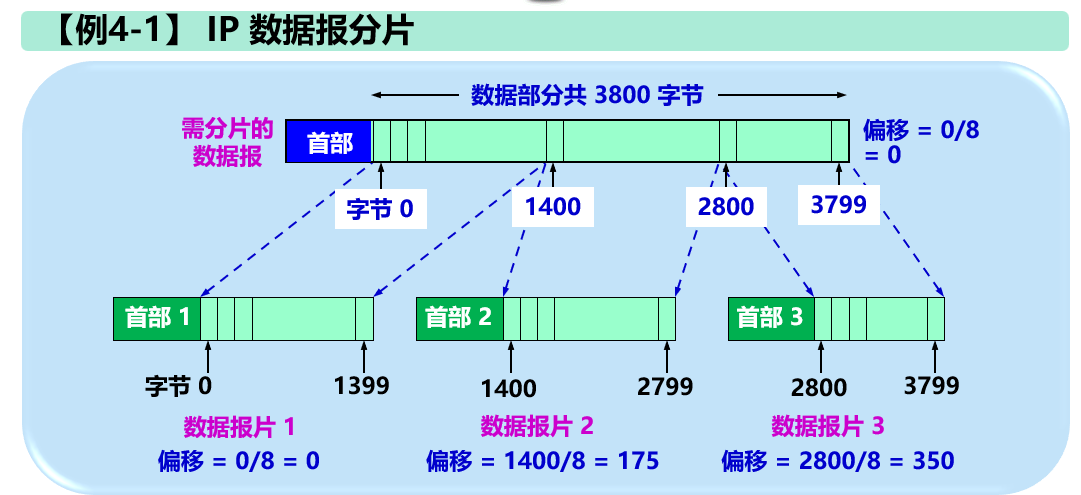 【例4-1】 IP 数据报分片
数据部分共 3800 字节
需分片的
数据报
首部
偏移 = 0/8
= 0
字节 0
1400
2800
3799
首部 1
首部 2
首部 3
字节 0
1399
1400
2799
2800
3799
数据报片 1
数据报片 2
数据报片 3
偏移 = 0/8 = 0
偏移 = 1400/8 = 175
偏移 = 2800/8 = 350